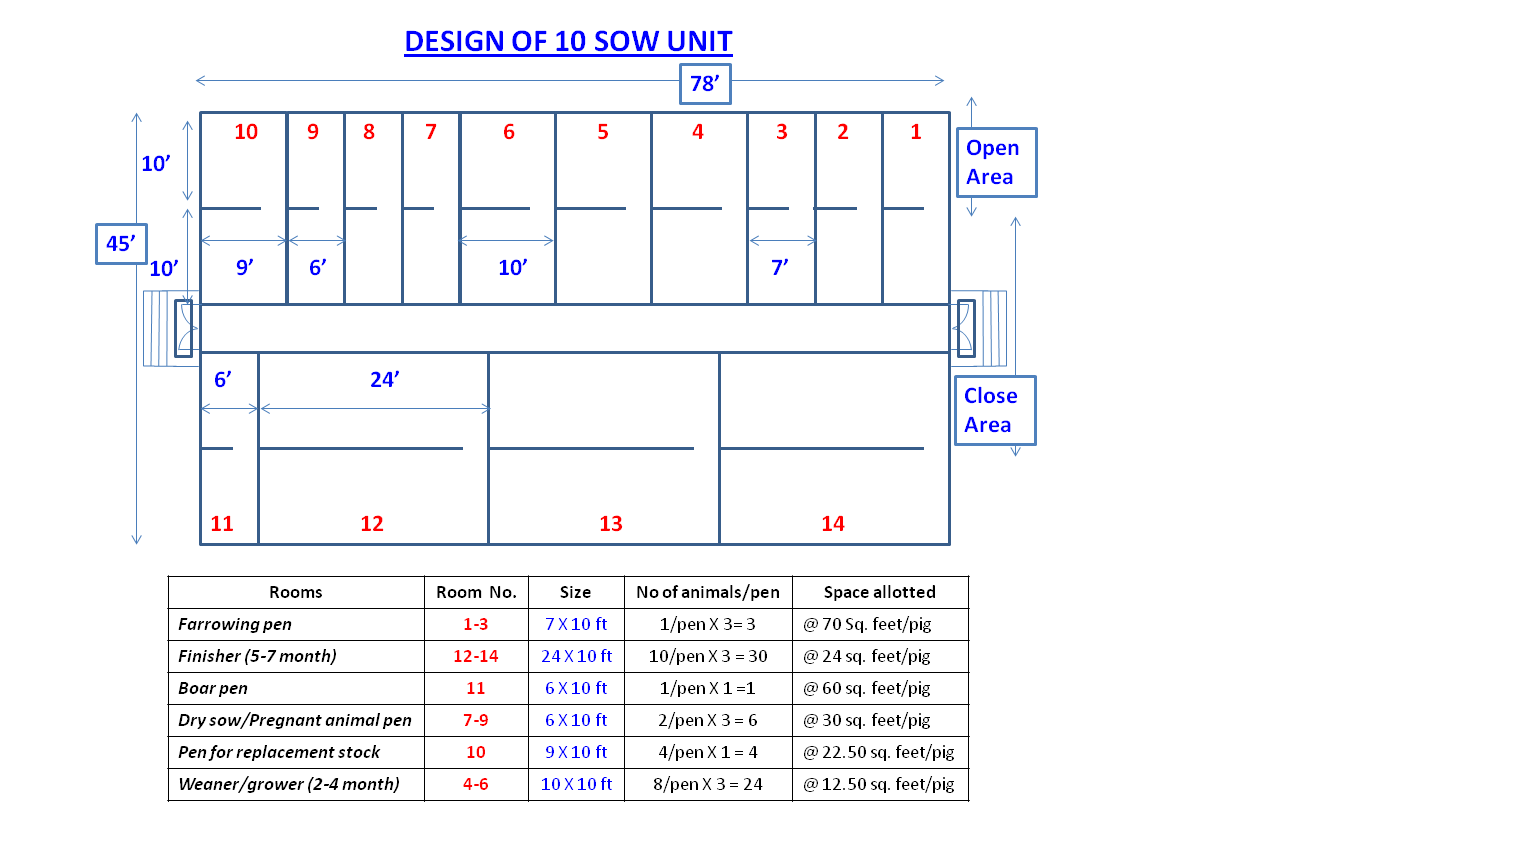 DESIGN OF 10 SOW UNIT
78’
10 9 8 7 6 5 4 3 2 1
Open
Area
10’
45’
10’
9’ 6’ 10’ 7’
6’ 24’
Close
Area
11 12 13 14
Rooms Room No. Size No of animals/pen Space allotted
Farrowing pen 1-3 7 X 10 ft 1/pen X 3= 3 @ 70 Sq. feet/pig
Finisher (5-7 month) 12-14 24 X 10 ft 10/pen X 3 = 30 @ 24 sq. feet/pig
Boar pen 11 6 X 10 ft 1/pen X 1 =1 @ 60 sq. feet/pig
Dry sow/Pregnant animal pen 7-9 6 X 10 ft 2/pen X 3 = 6 @ 30 sq. feet/pig
Pen for replacement stock 10 9 X 10 ft 4/pen X 1 = 4 @ 22.50 sq. feet/pig
Weaner/grower (2-4 month) 4-6 10 X 10 ft 8/pen X 3 = 24 @ 12.50 sq. feet/pig